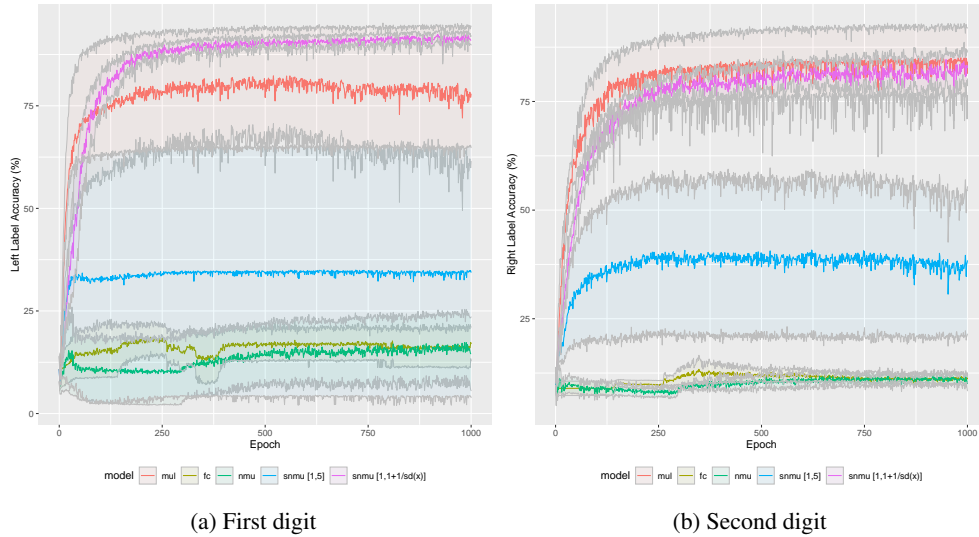 Left Label Accuracy (%)
75
50
25
0
0 250 500 750 1000
Epoch
model mul fc nmu snmu [1,5] snmu [1,1+1/sd(x)]
(a) First digit
Right Label Accuracy (%)
75
50
25
0 250 500 750 1000
Epoch
model mul fc nmu snmu [1,5] snmu [1,1+1/sd(x)]
(b) Second digit